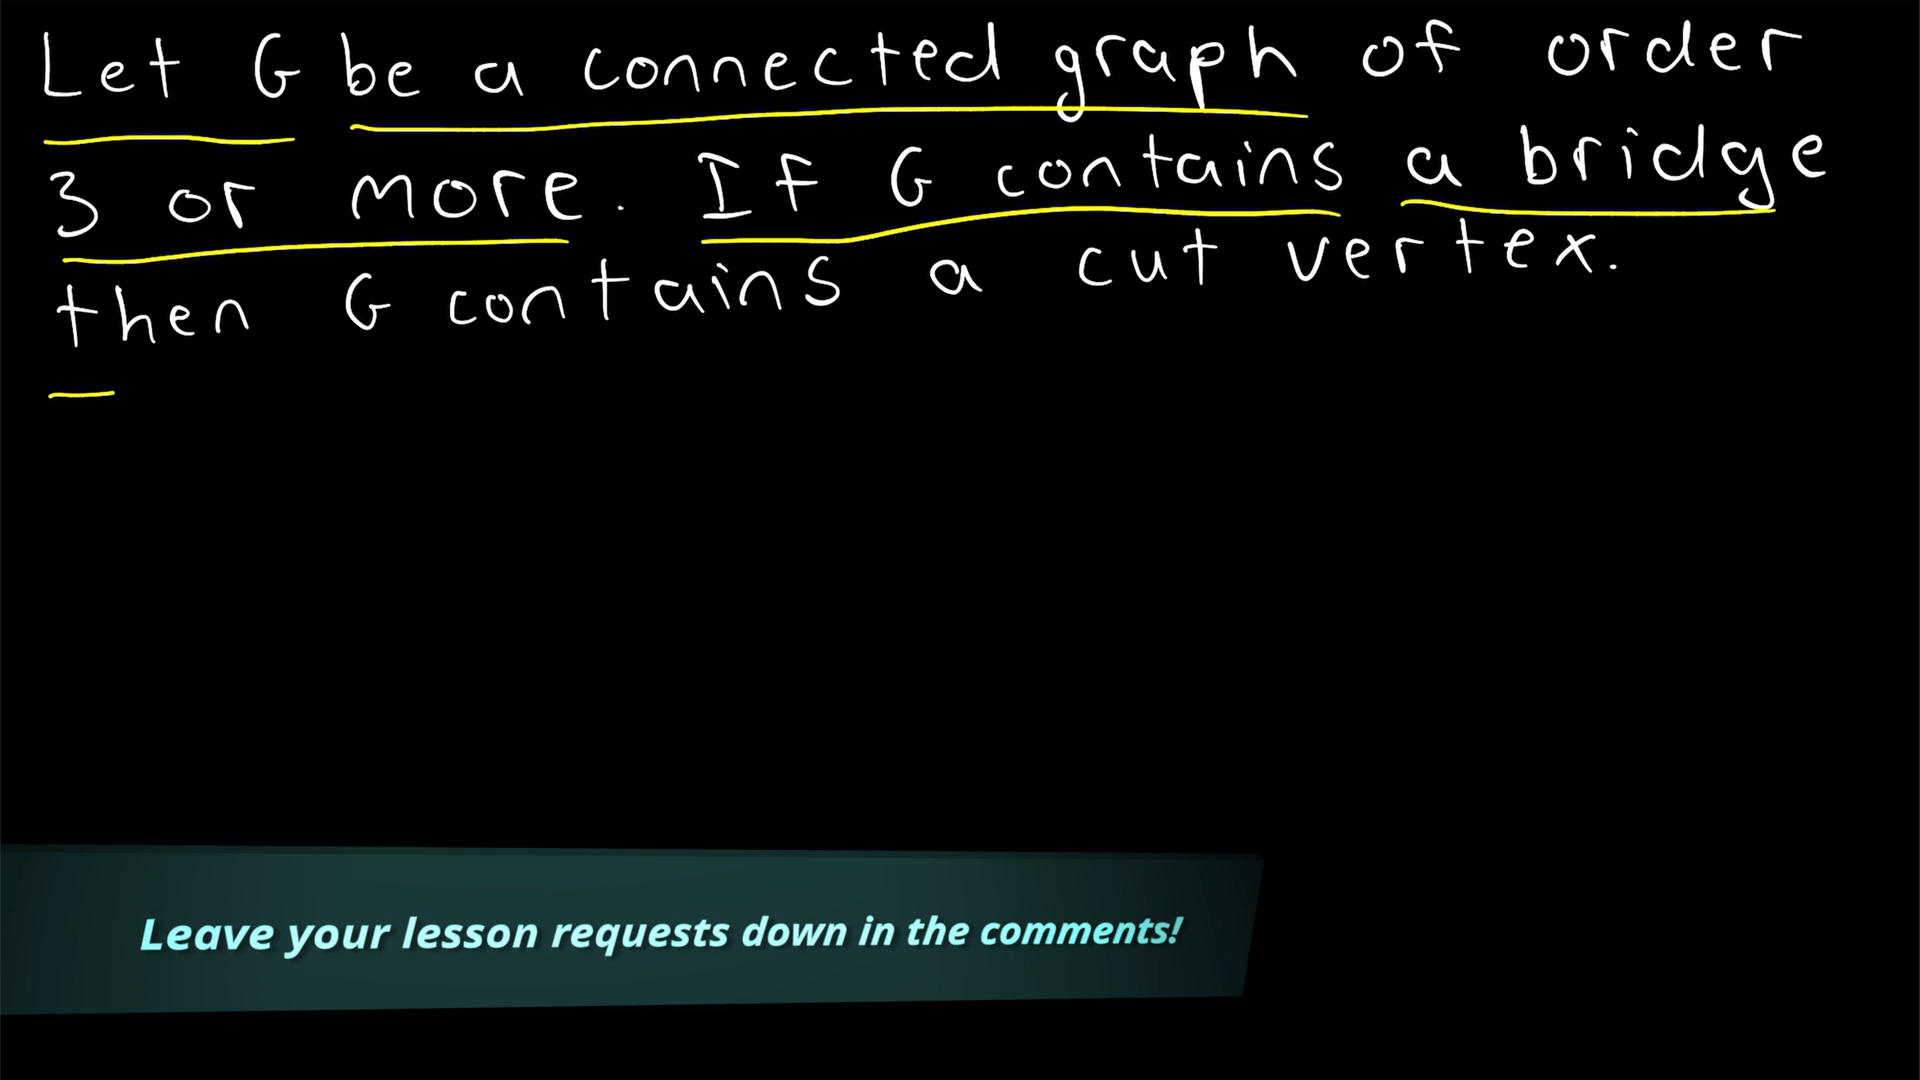 Let G be a connected graph of order
3 or more. If G contains a bridge
then G contains a cut vertex.
Leave your lesson requests down in the comments!